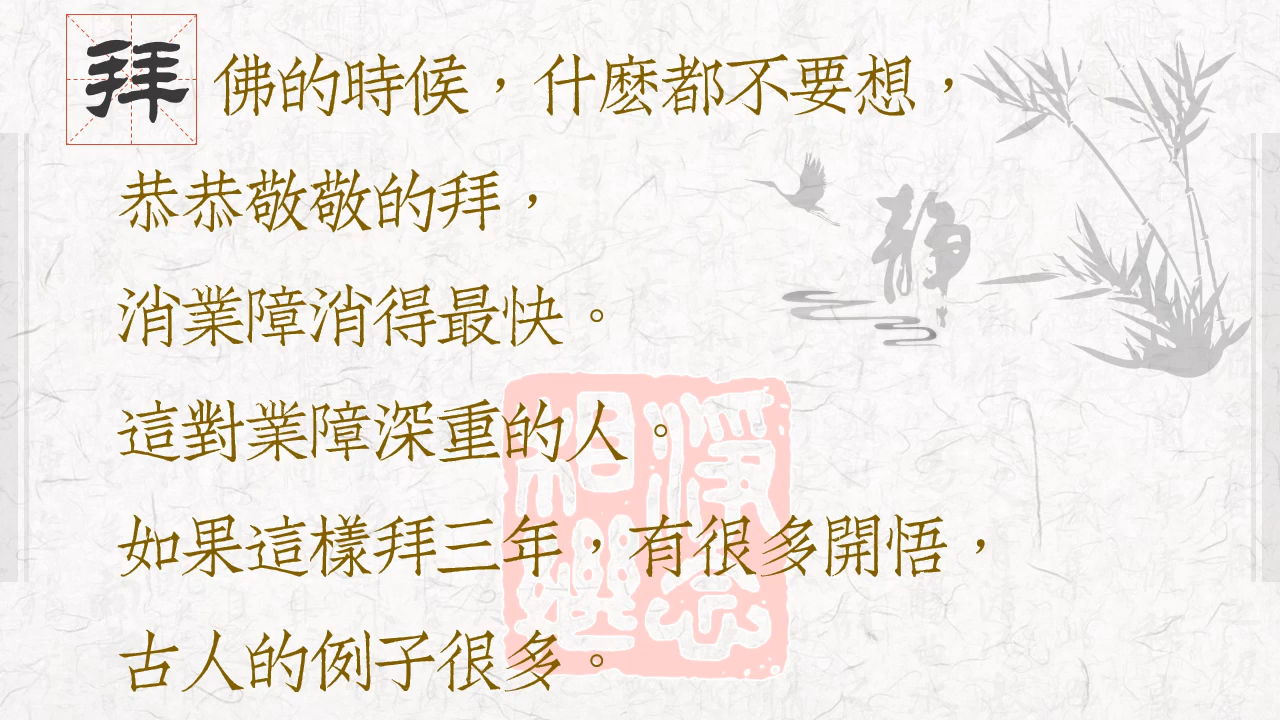 拜佛的時候，什麽都不要想，
恭恭敬敬的拜，
消業障消得最快。
這對業障深重的人。
如果這樣拜三年，有很多開悟，
古人的例子很多。
靜